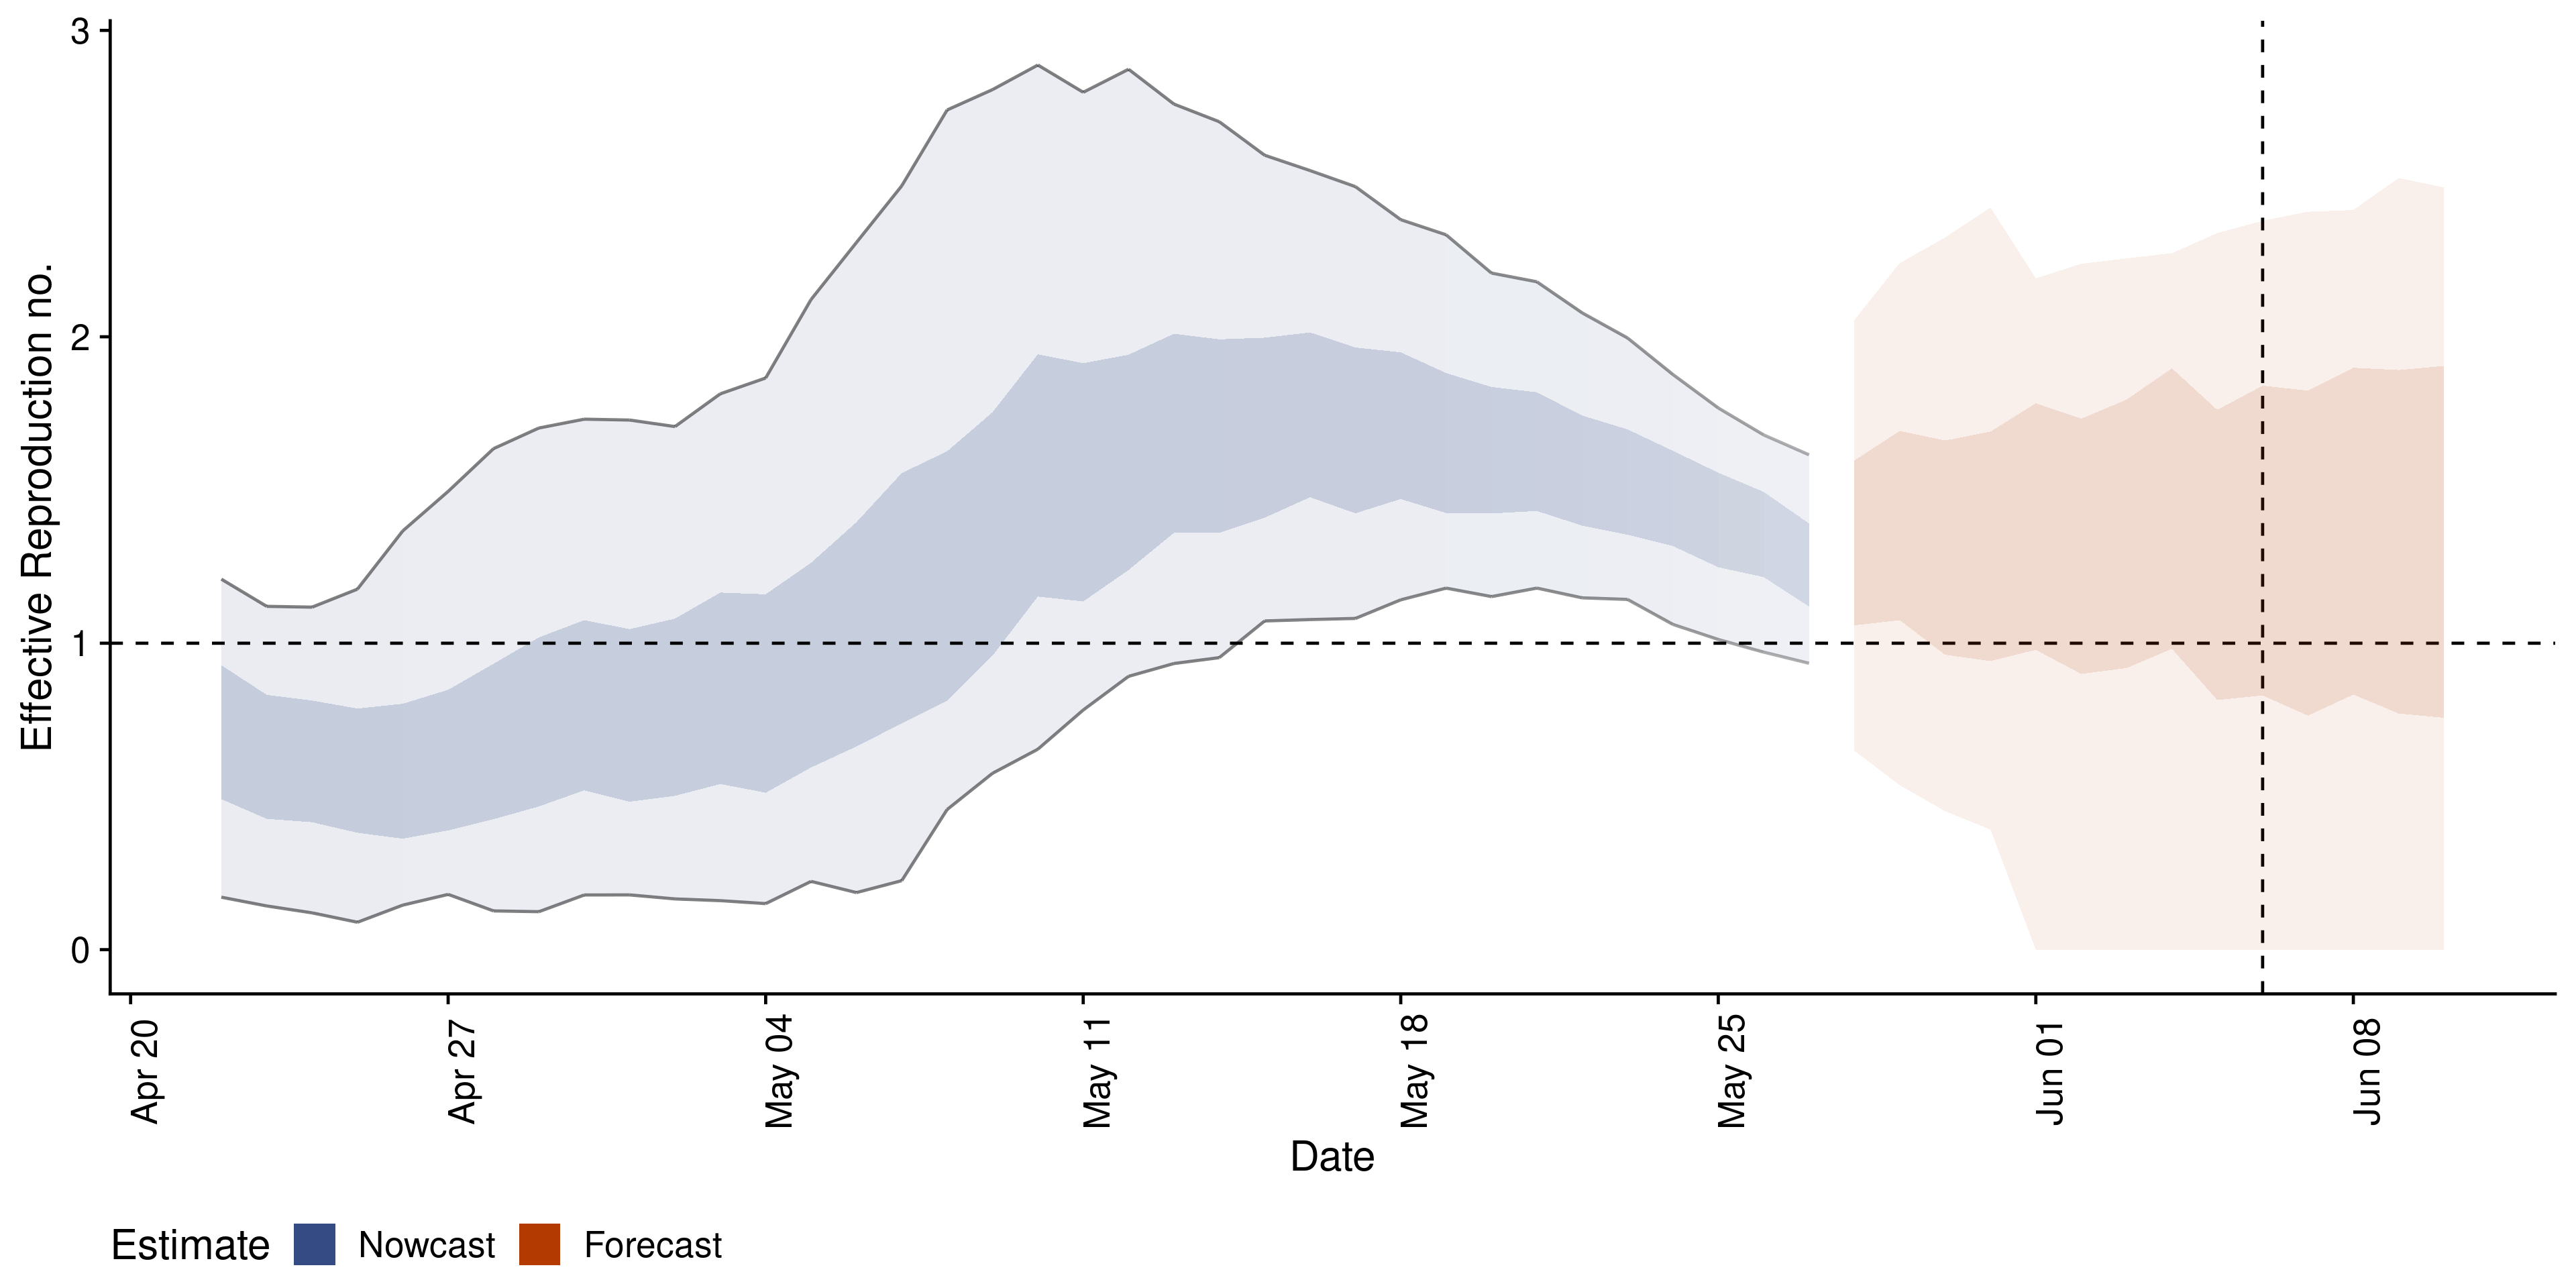 Effective Reproduction no.
3
2
1
0
Apr 20
Apr 27
May 04
May 11
May 18
May 25
Jun 01
Jun 08
Date
Estimate Nowcast Forecast